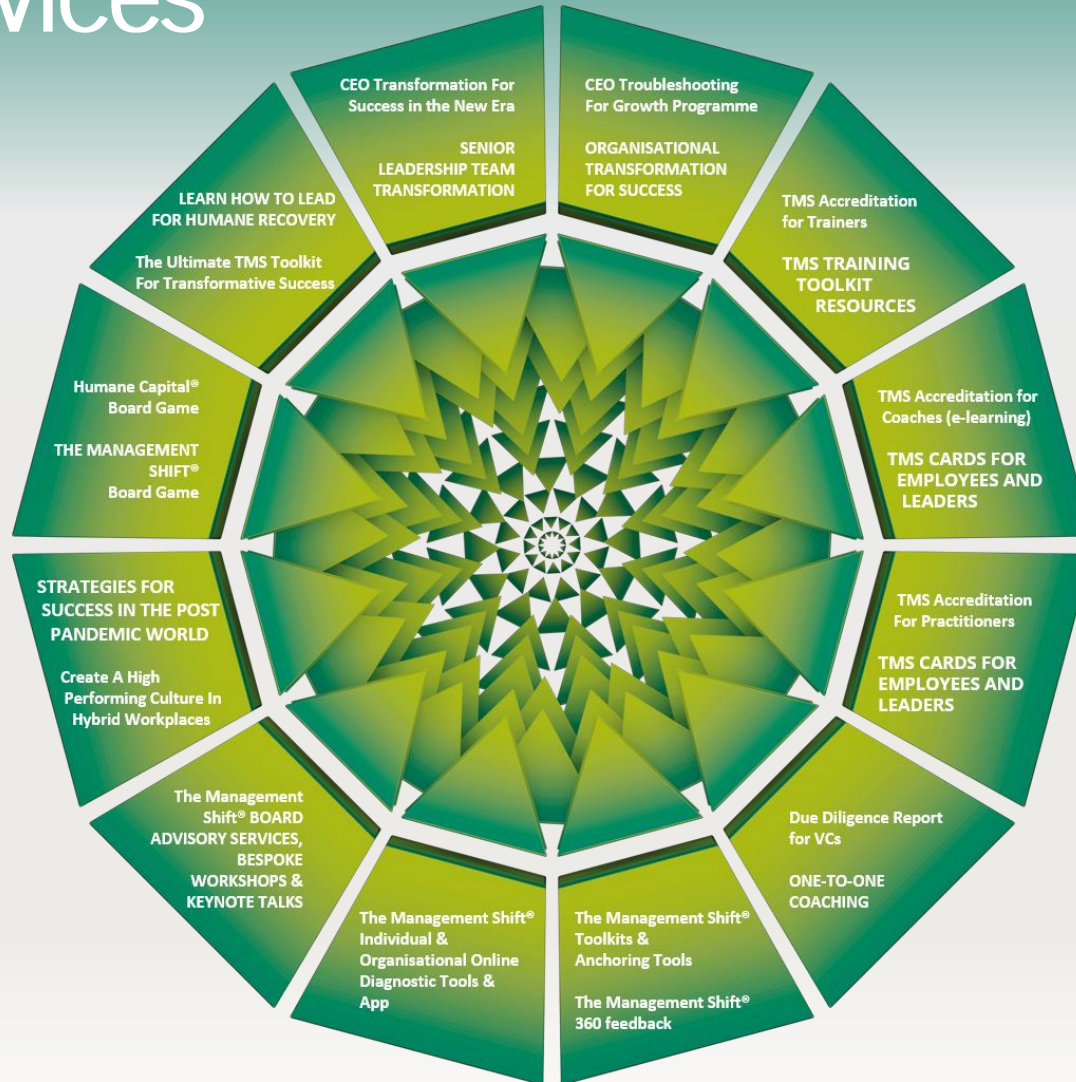 CEO Transformation For
Success in the New Era
SENIOR
LEADERSHIP TEAM
TRANSFORMATION
CEO Troubleshooting
For Growth Programme
ORGANISATIONAL
TRANSFORMATION
FOR SUCCESS
TMS Accreditation
for Trainers
TMS TRAINING
TOOLKIT
RESOURCES
TMS Accreditation for
Coaches (e-learning)
TMS CARDS FOR
EMPLOYEES AND
LEADERS
TMS Accreditation
For Practitioners
TMS CARDS FOR
EMPLOYEES AND
LEADERS
Due Diligence Report
for VCs
ONE-TO-ONE
COACHING
The Management Shift®
Toolkits &
Anchoring Tools
The Management Shift®
360 feedback
The Management Shift®
Individual &
Organisational Online
Diagnostic Tools &
App
The Management
Shift® BOARD
ADVISORY SERVICES,
BESPOKE
WORKSHOPS &
KEYNOTE TALKS
STRATEGIES FOR
SUCCESS IN THE POST
PANDEMIC WORLD
Create A High
Performing Culture In
Hybrid Workplaces
Humane Capital®
Board Game
THE MANAGEMENT
SHIFT®
Board Game
LEARN HOW TO LEAD
FOR HUMANE RECOVERY
The Ultimate TMS Toolkit
For Transformative Success